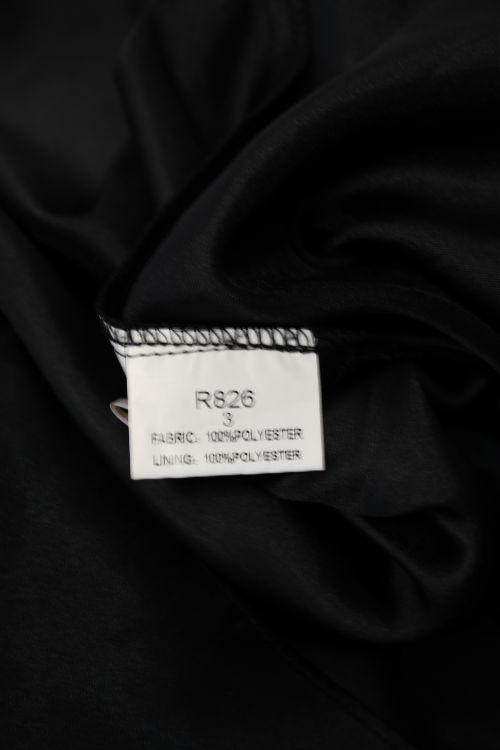 R826
3
FABRIC: 100%POLYESTER
LINING: 100%POLYESTER